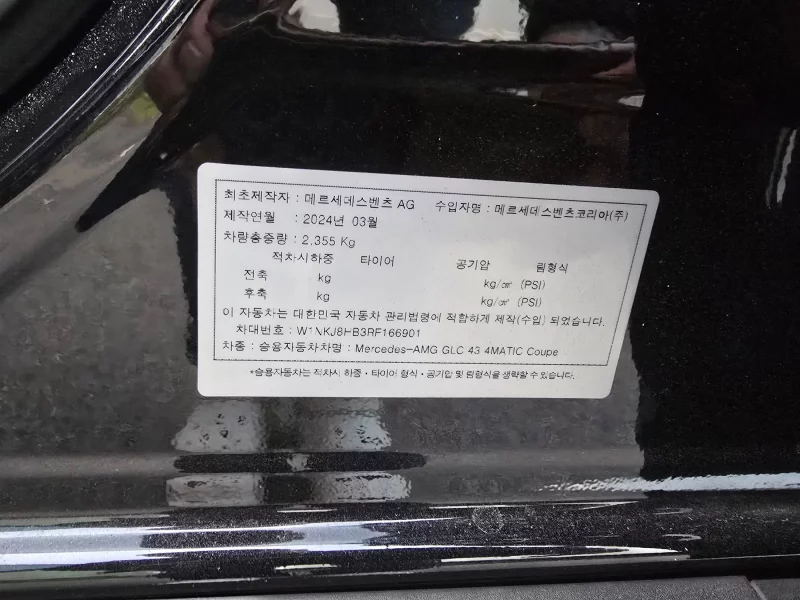 최초제작자 : 메르세데스벤츠 AG 수입자명 : 메르세데스벤츠코리아(주)
제작연월 : 2024년 03월
차량총중량 : 2,355 Kg
적차시하중 타이어 공기압 림형식
전축 kg kg/㎠ (PSI)
후축 kg kg/㎠ (PSI)
이 자동차는 대한민국 자동차 관리법령에 적합하게 제작(수입) 되었습니다.
차대번호 : W1NKJ8HB3RF166901
차종 : 승용자동차차명 : Mercedes-AMG GLC 43 4MATIC Coupe
*승용자동차는 적차시 하중・타이어 형식・공기압 및 림형식을 생략할 수 있습니다.